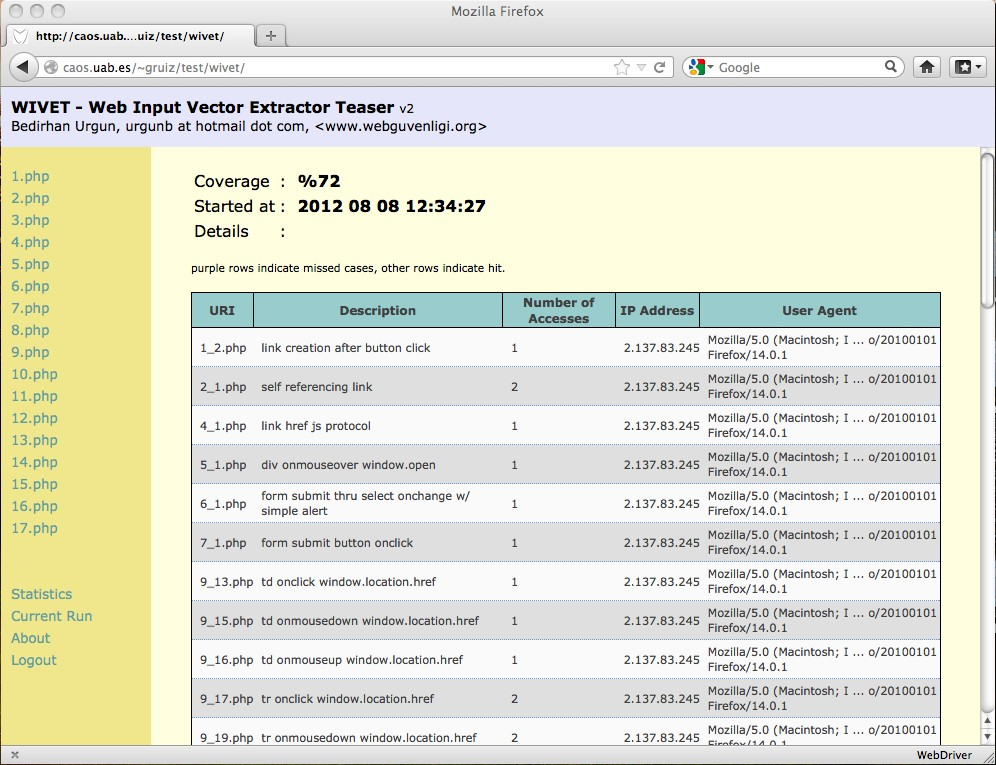 Mozilla Firefox
http://caos.uab....uiz/test/wivet/
caos.uab.es/~gruiz/test/wivet/
Google
WIVET - Web Input Vector Extractor Teaser v2
Bedirhan Urgun, urgunb at hotmail dot com, <www.webguvenligi.org>
1.php
2.php
3.php
4.php
5.php
6.php
7.php
8.php
9.php
10.php
11.php
12.php
13.php
14.php
15.php
16.php
17.php
Statistics
Current Run
About
Logout
Coverage : %72
Started at : 2012 08 08 12:34:27
Details :
purple rows indicate missed cases, other rows indicate hit.
URI Description Number of Accesses IP Address User Agent
1_2.php link creation after button click 1 2.137.83.245 Mozilla/5.0 (Macintosh; I ... o/20100101
Firefox/14.0.1
2_1.php self referencing link 2 2.137.83.245 Mozilla/5.0 (Macintosh; I ... o/20100101
Firefox/14.0.1
4_1.php link href js protocol 1 2.137.83.245 Mozilla/5.0 (Macintosh; I ... o/20100101
Firefox/14.0.1
5_1.php div onmouseover window.open 1 2.137.83.245 Mozilla/5.0 (Macintosh; I ... o/20100101
Firefox/14.0.1
6_1.php form submit thru select onchange w/
simple alert 1 2.137.83.245 Mozilla/5.0 (Macintosh; I ... o/20100101
Firefox/14.0.1
7_1.php form submit button onclick 1 2.137.83.245 Mozilla/5.0 (Macintosh; I ... o/20100101
Firefox/14.0.1
9_13.php td onclick window.location.href 1 2.137.83.245 Mozilla/5.0 (Macintosh; I ... o/20100101
Firefox/14.0.1
9_15.php td onmousedown window.location.href 1 2.137.83.245 Mozilla/5.0 (Macintosh; I ... o/20100101
Firefox/14.0.1
9_16.php td onmouseup window.location.href 1 2.137.83.245 Mozilla/5.0 (Macintosh; I ... o/20100101
Firefox/14.0.1
9_17.php tr onclick window.location.href 2 2.137.83.245 Mozilla/5.0 (Macintosh; I ... o/20100101
Firefox/14.0.1
9_19.php tr onmousedown window.location.href 2 2.137.83.245 Mozilla/5.0 (Macintosh; I ... o/20100101
WebDriver